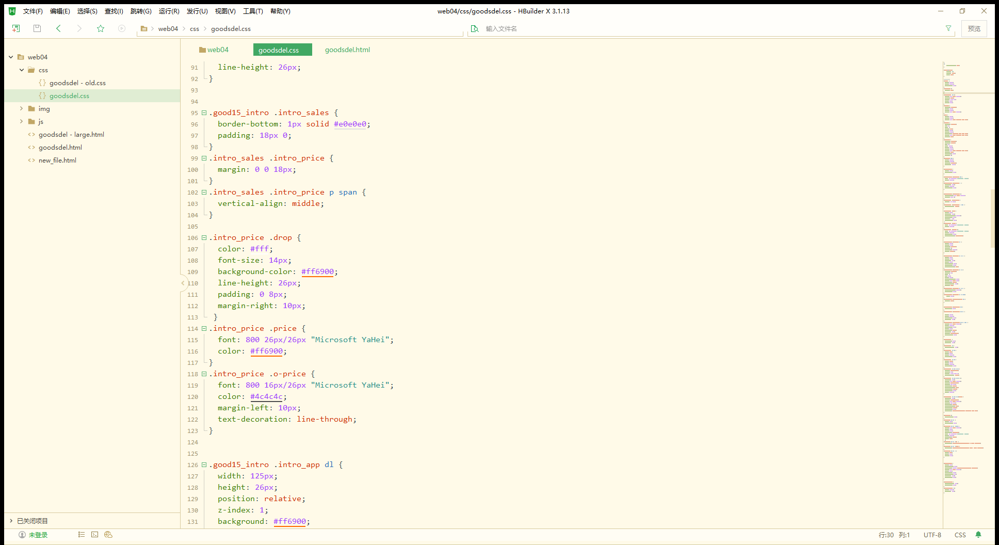 文件(F) 编辑(E) 选择(S) 查找(I) 跳转(G) 运行(R) 发行(U) 视图(V) 工具(T) 帮助(Y)
web04/css/goodsdel.css - HBuilder X 3.1.13
web04 css goodsdel.css
输入文件名
预览
web04
css
goodsdel - old.css
goodsdel.css
img
js
goodsdel - large.html
goodsdel.html
new_file.html
已关闭项目
web04 goodsdel.css goodsdel.html
91 line-height: 26px;
92 }
93
94
95 .good15_intro .intro_sales {
96 border-bottom: 1px solid #e0e0e0;
97 padding: 18px 0;
98 }
99 .intro_sales .intro_price {
100 margin: 0 0 18px;
101 }
102 .intro_sales .intro_price p span {
103 vertical-align: middle;
104 }
105
106 .intro_price .drop {
107 color: #fff;
108 font-size: 14px;
109 background-color: #ff6900;
110 line-height: 26px;
111 padding: 0 8px;
112 margin-right: 10px;
113 }
114 .intro_price .price {
115 font: 800 26px/26px "Microsoft YaHei";
116 color: #ff6900;
117 }
118 .intro_price .o-price {
119 font: 800 16px/26px "Microsoft YaHei";
120 color: #4c4c4c;
121 margin-left: 10px;
122 text-decoration: line-through;
123 }
124
125
126 .good15_intro .intro_app dl {
127 width: 125px;
128 height: 26px;
129 position: relative;
130 z-index: 1;
131 background: #ff6900;
未登录
行:30 列:1 UTF-8 CSS